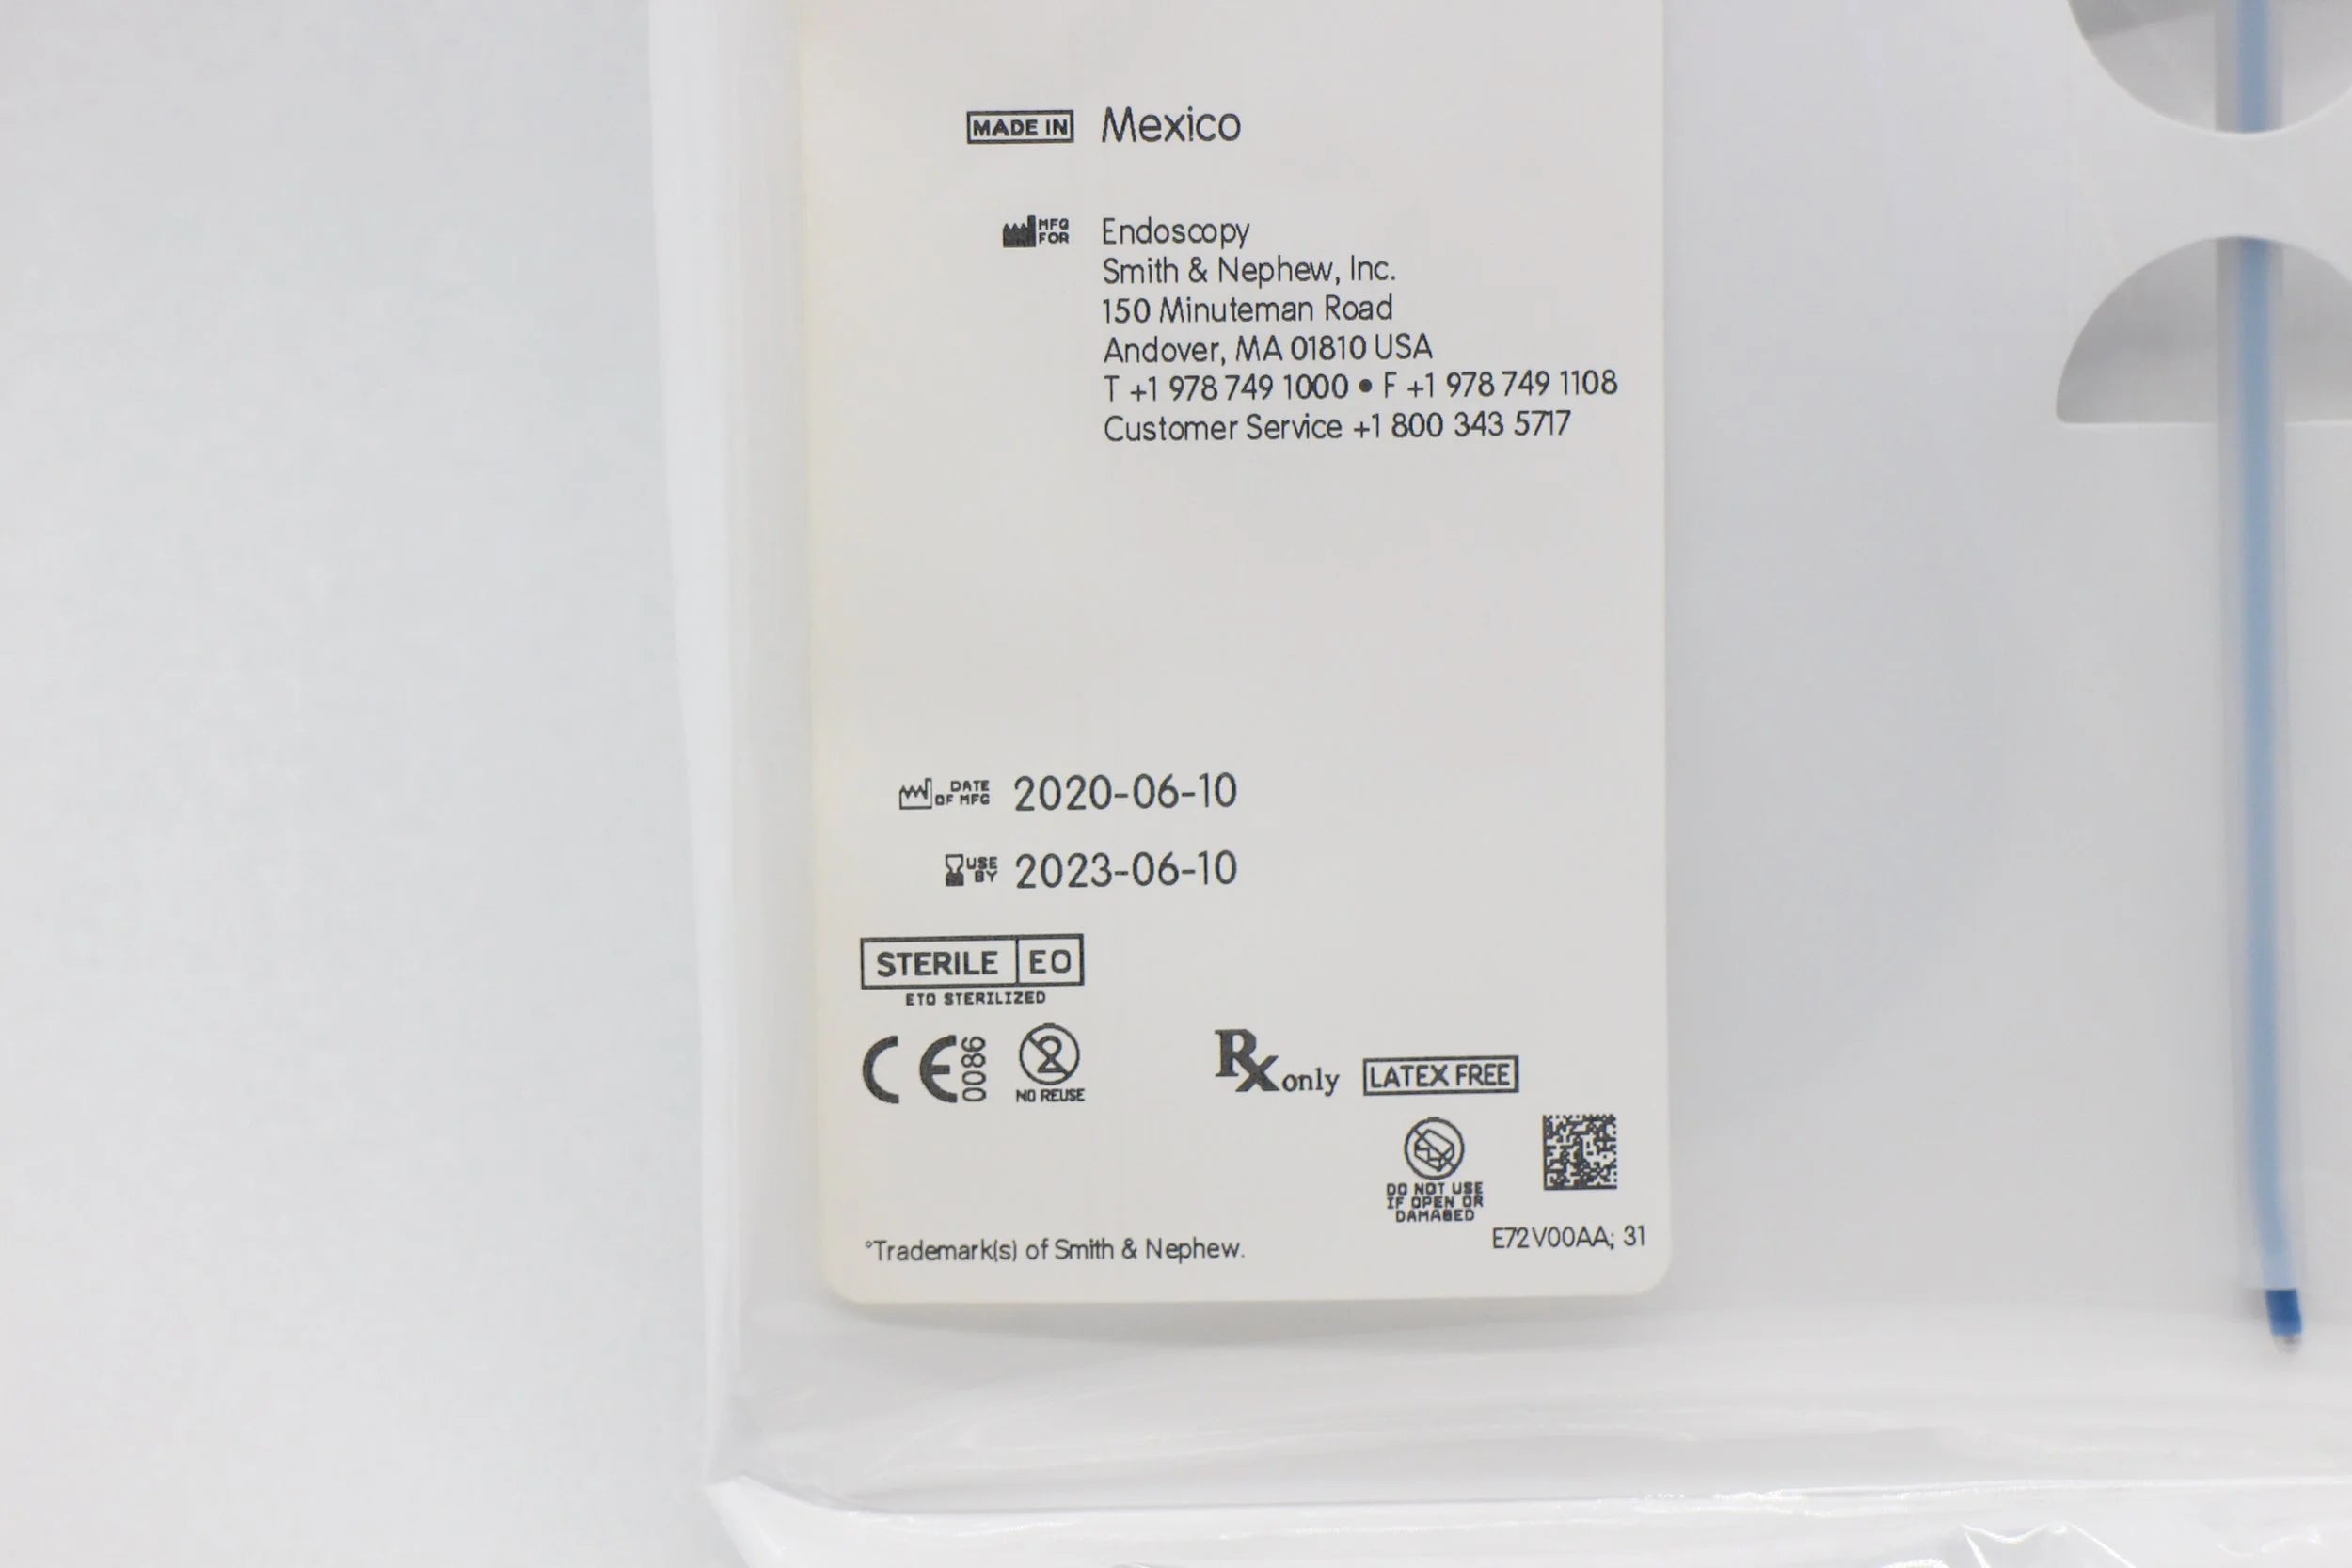 MADE IN Mexico
MFG FOR Endoscopy
Smith & Nephew, Inc.
150 Minuteman Road
Andover, MA 01810 USA
T +1 978 749 1000 • F +1 978 749 1108
Customer Service +1 800 343 5717
DATE OF MFG 2020-06-10
USE BY 2023-06-10
STERILE EO
ETO STERILIZED
CE 0086
2
NO REUSE
Rx only
LATEX FREE
DO NOT USE
IF OPEN OR
DAMAGED
°Trademark(s) of Smith & Nephew.
E72V00AA; 31